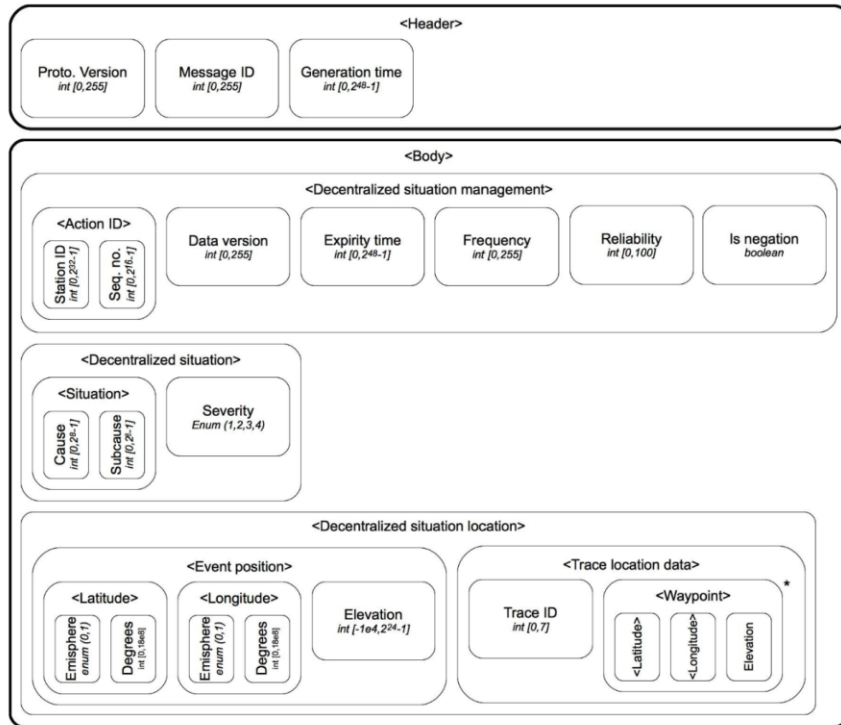 <Header>
Proto. Version
int [0,255]
Message ID
int [0,255]
Generation time
int [0,2⁴⁸-1]
<Body>
<Decentralized situation management>
<Action ID>
Station ID
int [0,2³²-1]
Seq. no.
int [0,2¹⁶-1]
Data version
int [0,255]
Expirity time
int [0,2⁴⁸-1]
Frequency
int [0,255]
Reliability
int [0,100]
Is negation
boolean
<Decentralized situation>
<Situation>
Cause
int [0,2⁸-1]
Subcause
Severity
Enum (1,2,3,4)
<Decentralized situation location>
<Event position>
<Latitude>
Emisphere
enum (0,1)
Degrees
int [0,18e8]
<Longitude>
Emisphere
enum (0,1)
Degrees
int [0,18e8]
Elevation
int [-1e4,2²⁴-1]
<Trace location data>
Trace ID
int [0,7]
<Waypoint>
*
<Latitude>
<Longitude>
Elevation